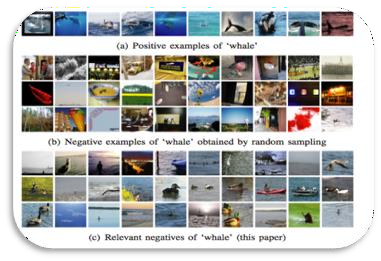 (a) Positive examples of 'whale'
(b) Negative examples of 'whale' obtained by random sampling
(c) Relevant negatives of 'whale' (this paper)